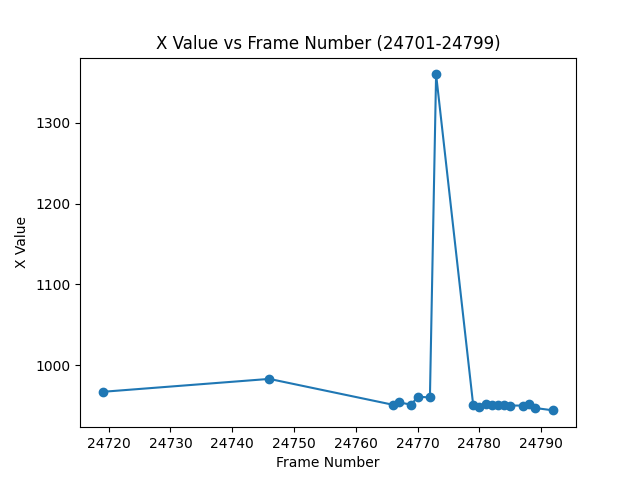 X Value vs Frame Number (24701-24799)
1300
1200
1100
1000
X Value
24720 24730 24740 24750 24760 24770 24780 24790
Frame Number